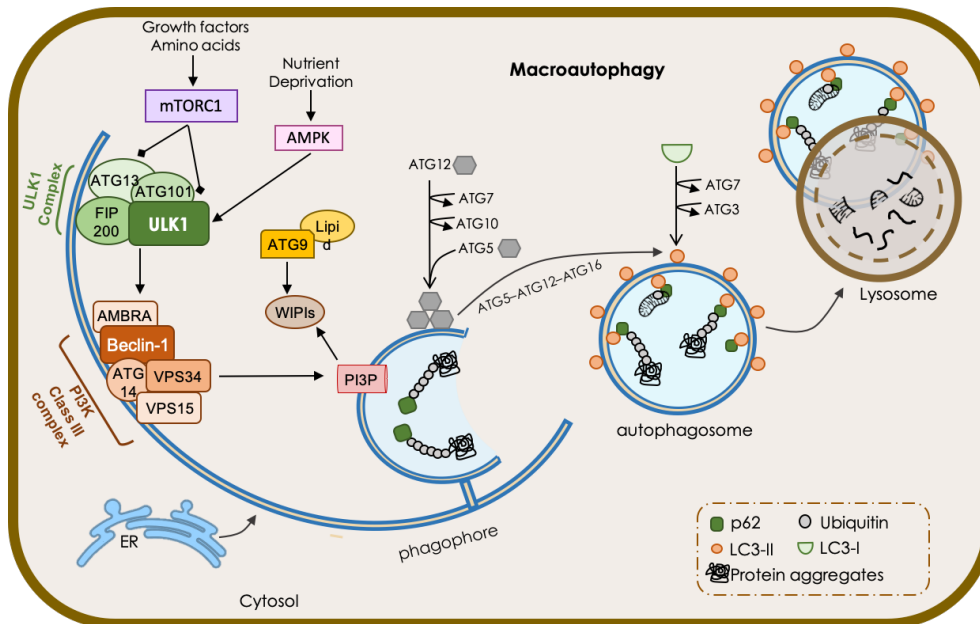 Growth factors
Amino acids
mTORC1
Nutrient
Deprivation
AMPK
Macroautophagy
ULK1
Complex
ATG13
ATG101
FIP
200
ULK1
ATG9
Lipi
d
WIPIs
ATG12
ATG7
ATG10
ATG5
ATG5–ATG12–ATG16
ATG7
ATG3
Lysosome
AMBRA
Beclin-1
ATG
14
VPS34
VPS15
PI3K
Class III
complex
PI3P
autophagosome
phagophore
ER
Cytosol
p62
Ubiquitin
LC3-II
LC3-I
Protein aggregates